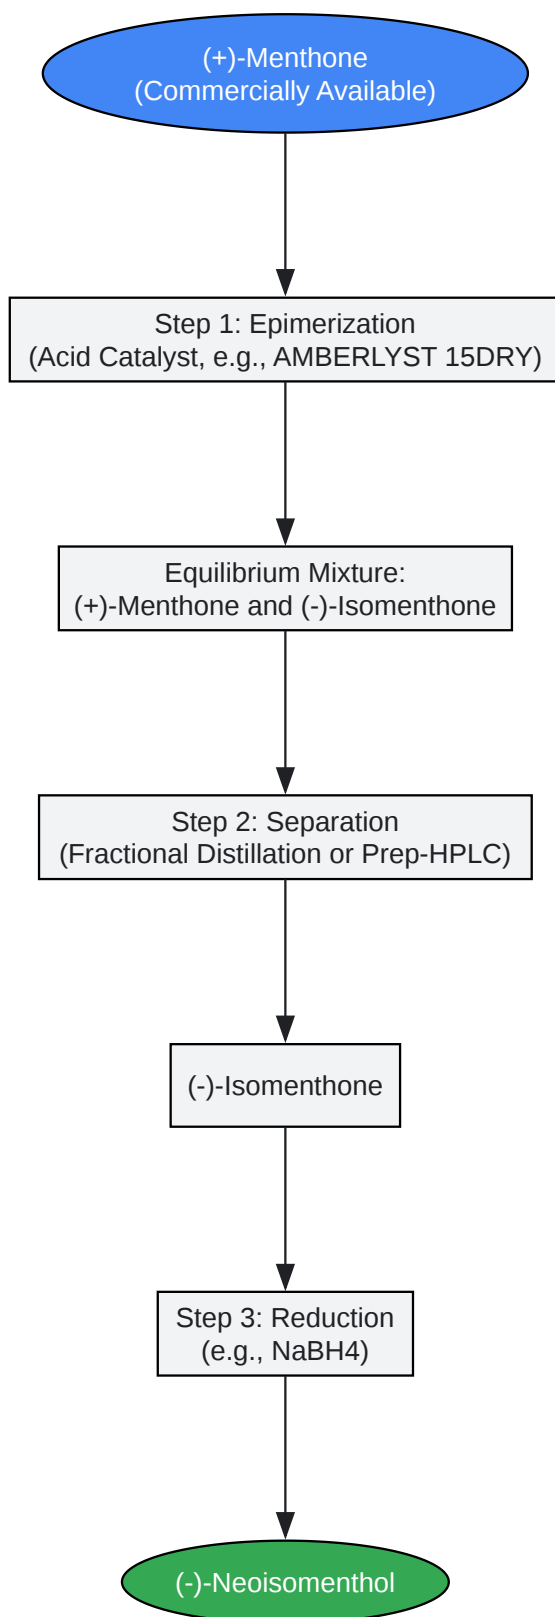 (+)-Menthone
(Commercially Available)
Step 1: Epimerization
(Acid Catalyst, e.g., AMBERLYST 15DRY)
Equilibrium Mixture:
(+)-Menthone and (-)-Isomenthone
Step 2: Separation
(Fractional Distillation or Prep-HPLC)
(-)-Isomenthone
Step 3: Reduction
(e.g., NaBH4)
(-)-Neoisomenthol